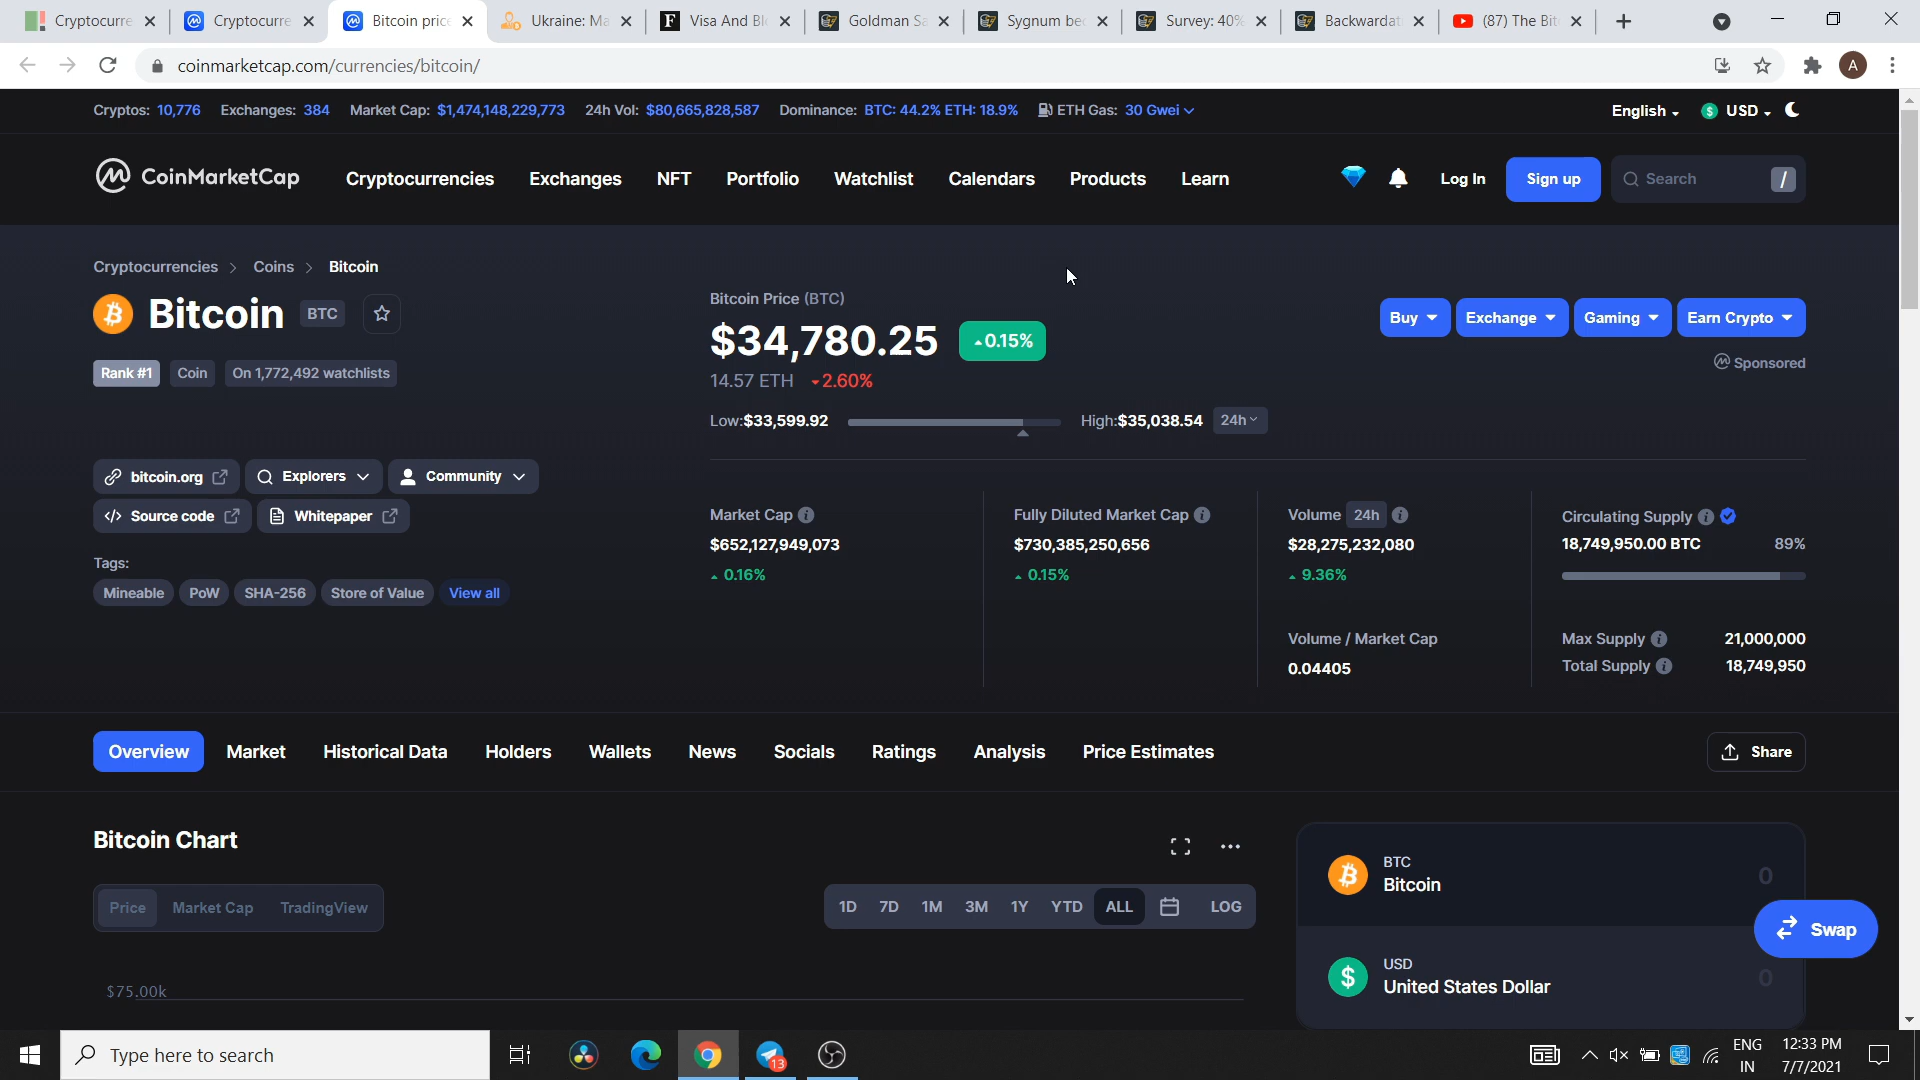 Cryptocurre
Cryptocurre
Bitcoin price
Ukraine: Ma
Visa And Bl
Goldman Sa
Sygnum be
Survey: 40%
Backwardat
(87) The Bit
coinmarketcap.com/currencies/bitcoin/
A
Cryptos: 10,776 Exchanges: 384 Market Cap: $1,474,148,229,773 24h Vol: $80,665,828,587 Dominance: BTC: 44.2% ETH: 18.9% ETH Gas: 30 Gwei
English
$ USD
CoinMarketCap
Cryptocurrencies Exchanges NFT Portfolio Watchlist Calendars Products Learn
Log In Sign up Search /
Cryptocurrencies > Coins > Bitcoin
Bitcoin BTC
Rank #1 Coin On 1,772,492 watchlists
bitcoin.org Explorers Community
Source code Whitepaper
Tags:
Mineable PoW SHA-256 Store of Value View all
Bitcoin Price (BTC)
$34,780.25 0.15%
14.57 ETH 2.60%
Low:$33,599.92 High:$35,038.54 24h
Buy Exchange Gaming Earn Crypto
Sponsored
Market Cap
$652,127,949,073
0.16%
Fully Diluted Market Cap
$730,385,250,656
0.15%
Volume 24h
$28,275,232,080
9.36%
Volume / Market Cap
0.04405
Circulating Supply
18,749,950.00 BTC 89%
Max Supply 21,000,000
Total Supply 18,749,950
Overview Market Historical Data Holders Wallets News Socials Ratings Analysis Price Estimates
Share
Bitcoin Chart
Price Market Cap TradingView
1D 7D 1M 3M 1Y YTD ALL LOG
$75.00k
BTC
Bitcoin 0
Swap
USD
United States Dollar 0
Type here to search
13
ENG
IN
12:33 PM
7/7/2021